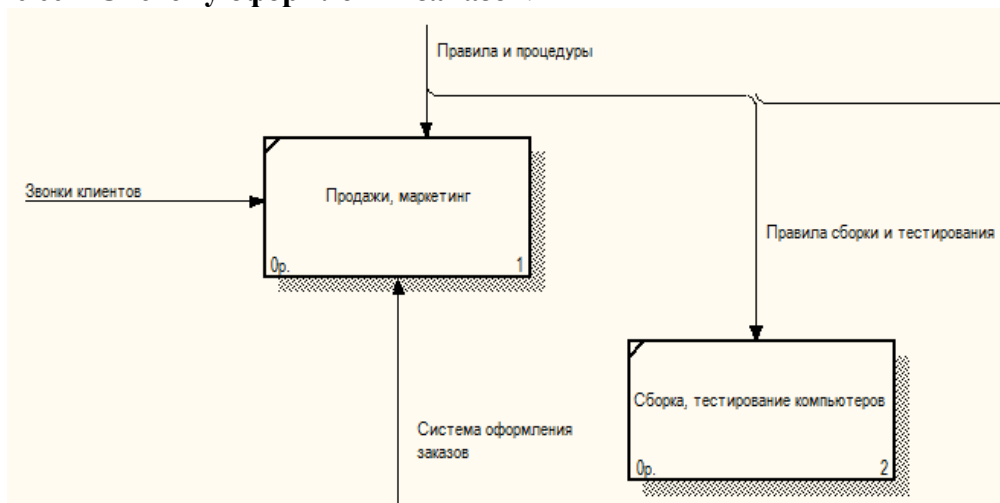 Правила и процедуры
Звонки клиентов
Продажи, маркетинг
0р. 1
Правила сборки и тестирования
Система оформления
заказов
Сборка, тестирование компьютеров
0р. 2